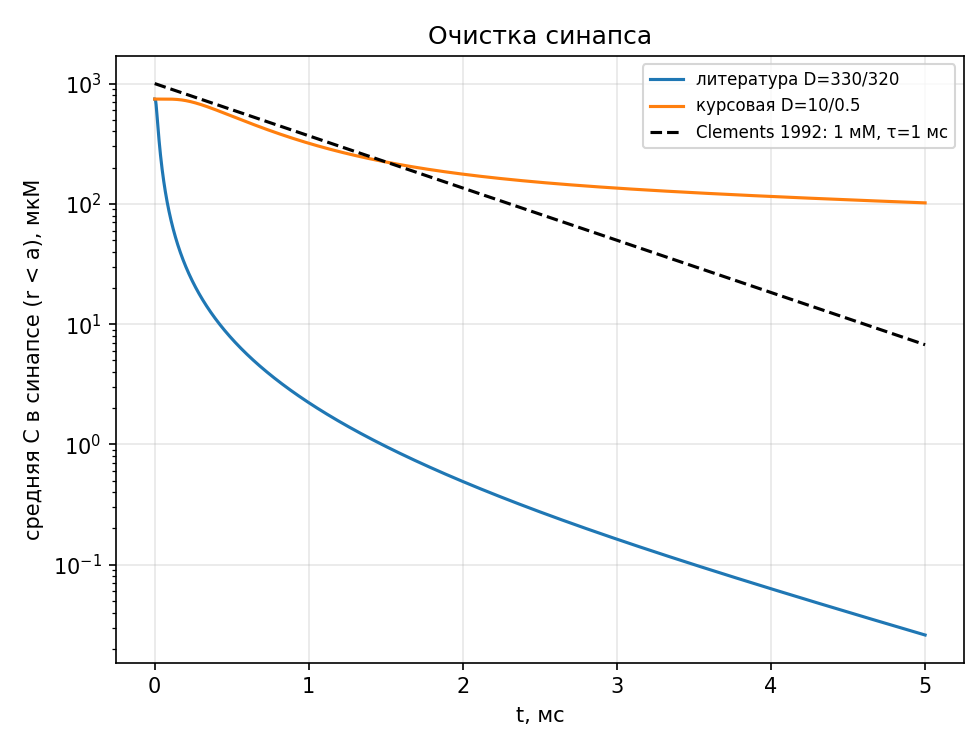 Очистка синапса
литература D=330/320
курсовая D=10/0.5
Clements 1992: 1 мМ, τ=1 мс
средняя C в синапсе (r < a), мкМ
10³
10²
10¹
10⁰
10⁻¹
0 1 2 3 4 5
t, мс